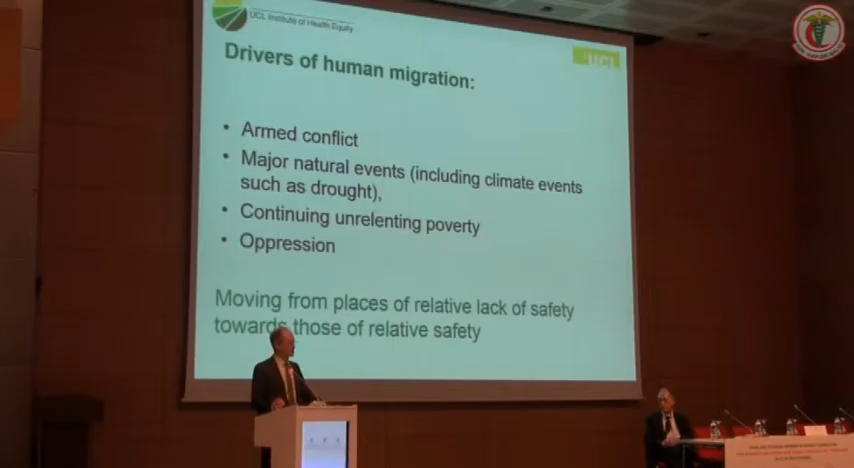 UCL Institute of Health Equity
UCL
Drivers of human migration:
• Armed conflict
• Major natural events (including climate events
such as drought),
• Continuing unrelenting poverty
• Oppression
Moving from places of relative lack of safety
towards those of relative safety